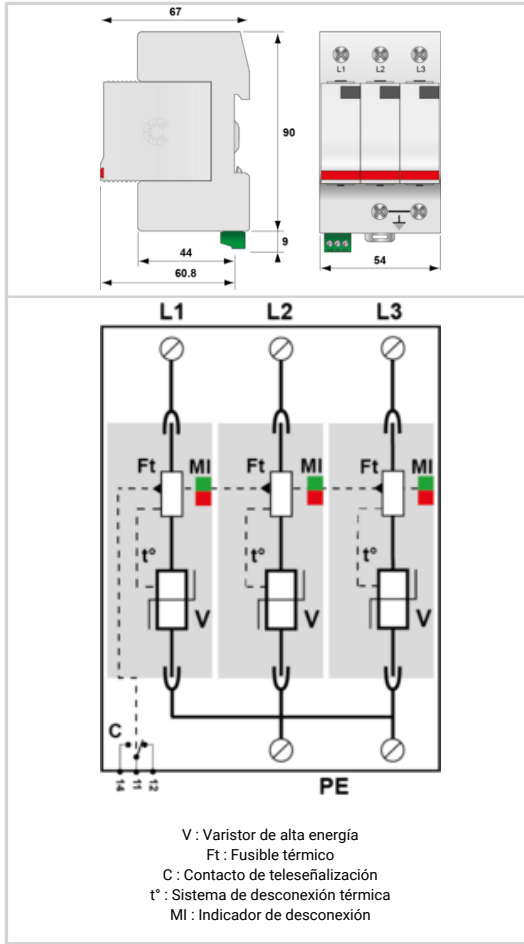 67
L1 L2 L3
90
9
44
60.8
54
L1 L2 L3
Ft MI Ft MI Ft MI
t° t° t°
V V V
C
14 11 12
PE
V : Varistor de alta energía
Ft : Fusible térmico
C : Contacto de teleseñalización
t° : Sistema de desconexión térmica
MI : Indicador de desconexión